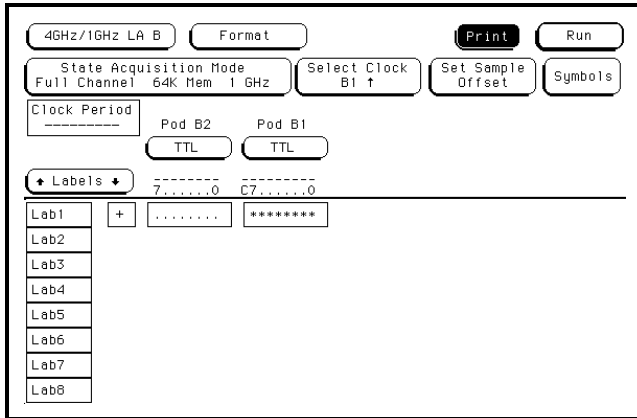 4GHz/1GHz LA B Format Print Run
State Acquisition Mode Select Clock Set Sample Symbols
Full Channel 64K Mem 1 GHz B1 ↑ Offset
Clock Period
---------
Pod B2 Pod B1
TTL TTL
↑ Labels ↓
-------- --------
7......0 C7......0
Lab1 + ........ ********
Lab2
Lab3
Lab4
Lab5
Lab6
Lab7
Lab8